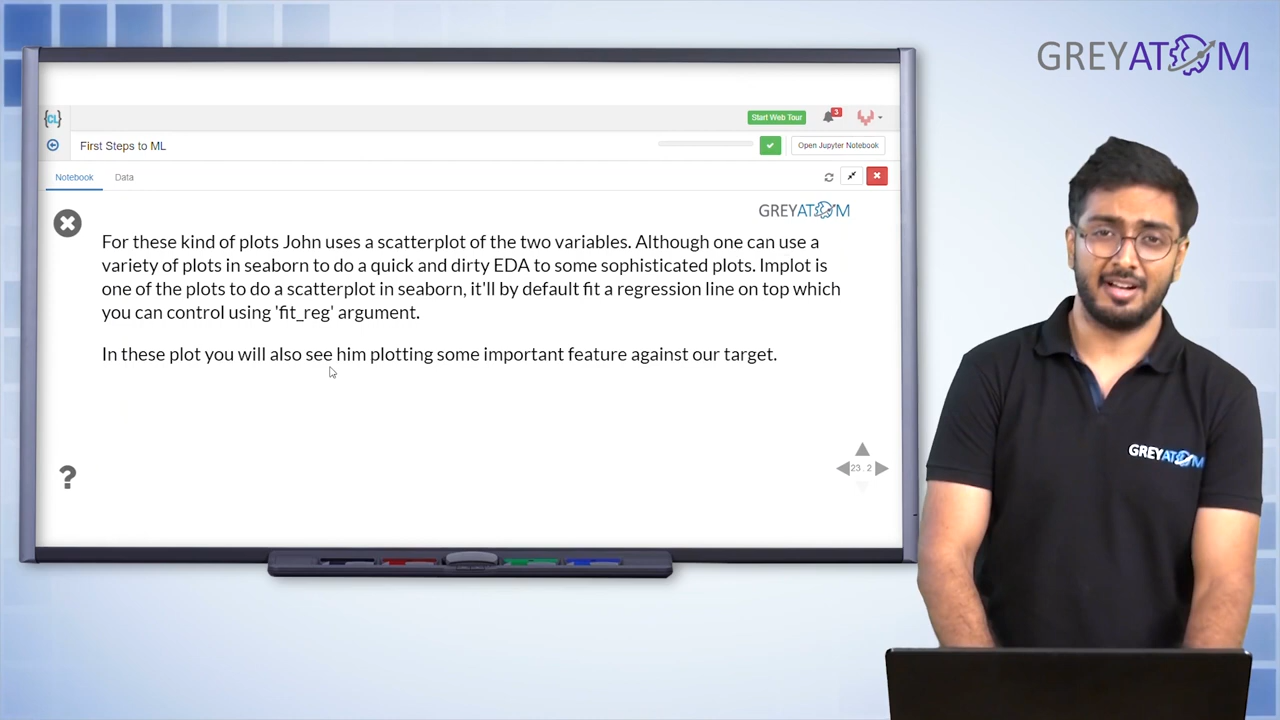 GREYATOM
{CL}
Start Web Tour
3
First Steps to ML
Open Jupyter Notebook
Notebook
Data
GREYATOM
For these kind of plots John uses a scatterplot of the two variables. Although one can use a
variety of plots in seaborn to do a quick and dirty EDA to some sophisticated plots. lmplot is
one of the plots to do a scatterplot in seaborn, it'll by default fit a regression line on top which
you can control using 'fit_reg' argument.
In these plot you will also see him plotting some important feature against our target.
?
23 . 2
GREYATOM